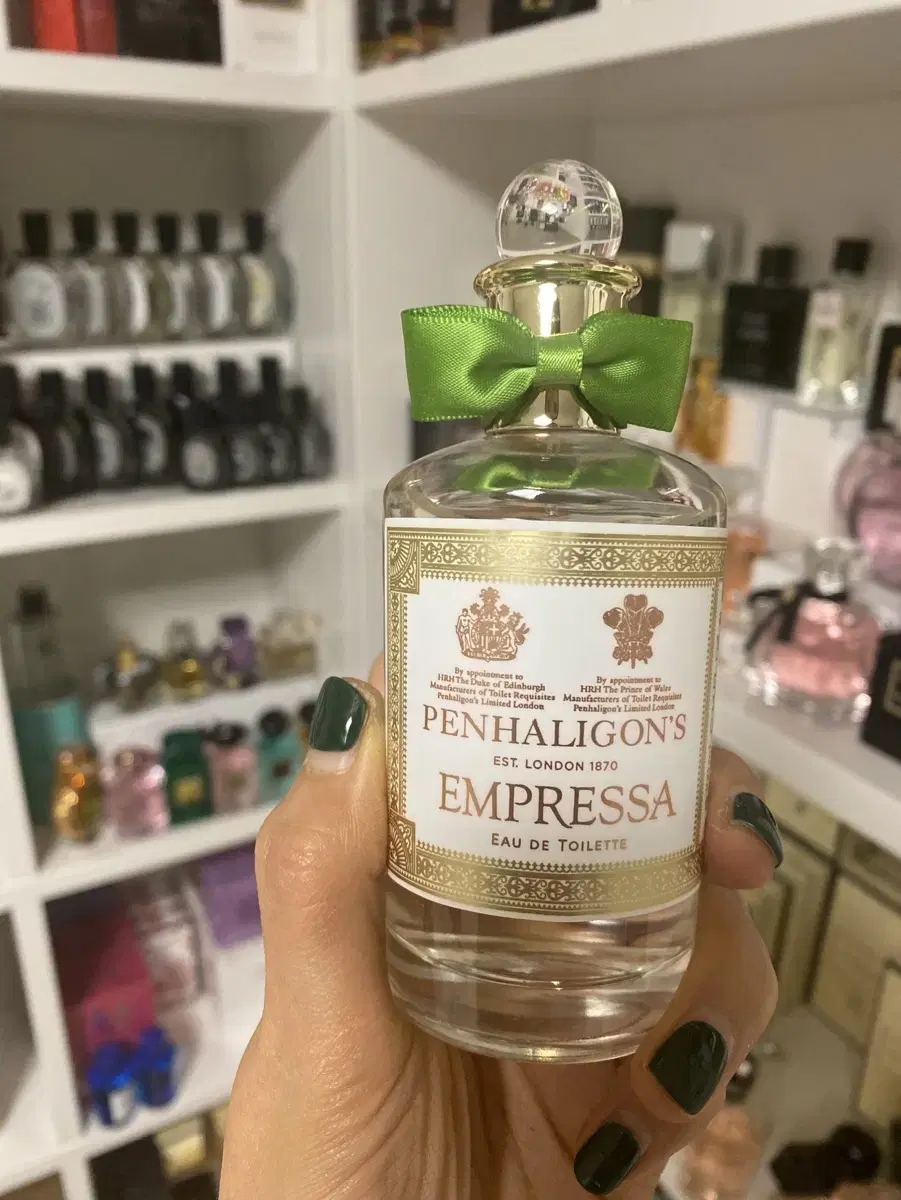 By appointment to
HRH The Duke of Edinburgh
Manufacturers of Toilet Requisites
Penhaligon's Limited London
By appointment to
HRH The Prince of Wales
Manufacturers of Toilet Requisites
Penhaligon's Limited London
PENHALIGON'S
EST. LONDON 1870
EMPRESSA
EAU DE TOILETTE